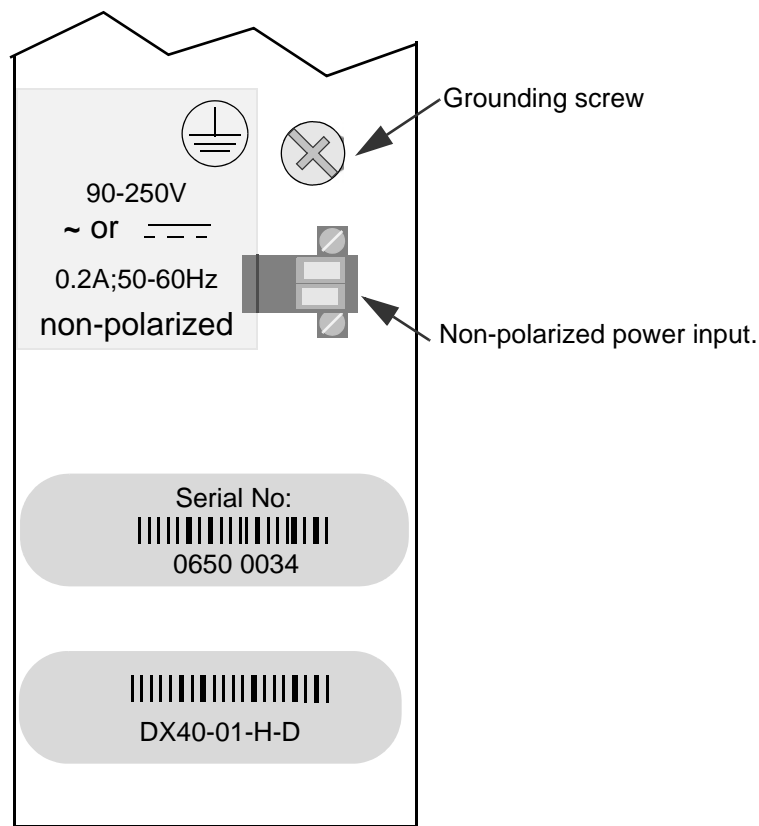 Grounding screw
90-250V
~ or
0.2A;50-60Hz
non-polarized
Non-polarized power input.
Serial No:
0650 0034
DX40-01-H-D